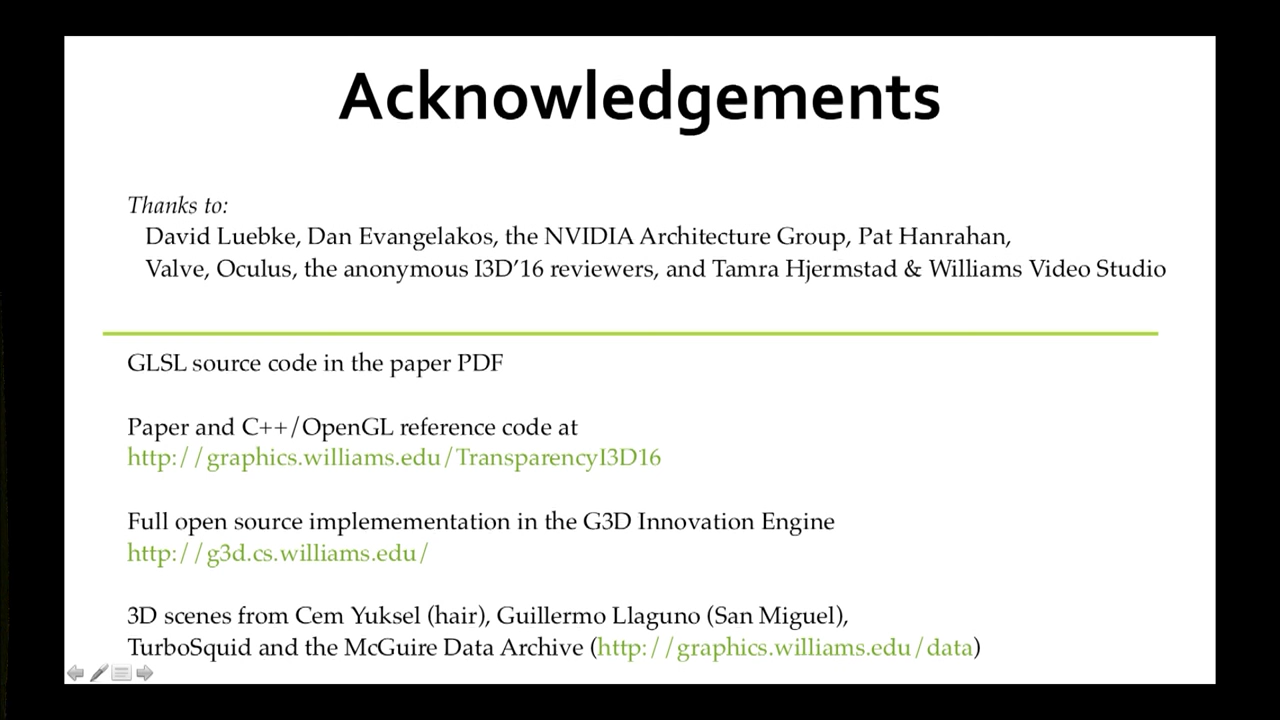 Acknowledgements
Thanks to:
David Luebke, Dan Evangelakos, the NVIDIA Architecture Group, Pat Hanrahan,
Valve, Oculus, the anonymous I3D’16 reviewers, and Tamra Hjermstad & Williams Video Studio
GLSL source code in the paper PDF
Paper and C++/OpenGL reference code at
http://graphics.williams.edu/TransparencyI3D16
Full open source implemementation in the G3D Innovation Engine
http://g3d.cs.williams.edu/
3D scenes from Cem Yuksel (hair), Guillermo Llaguno (San Miguel),
TurboSquid and the McGuire Data Archive (http://graphics.williams.edu/data)